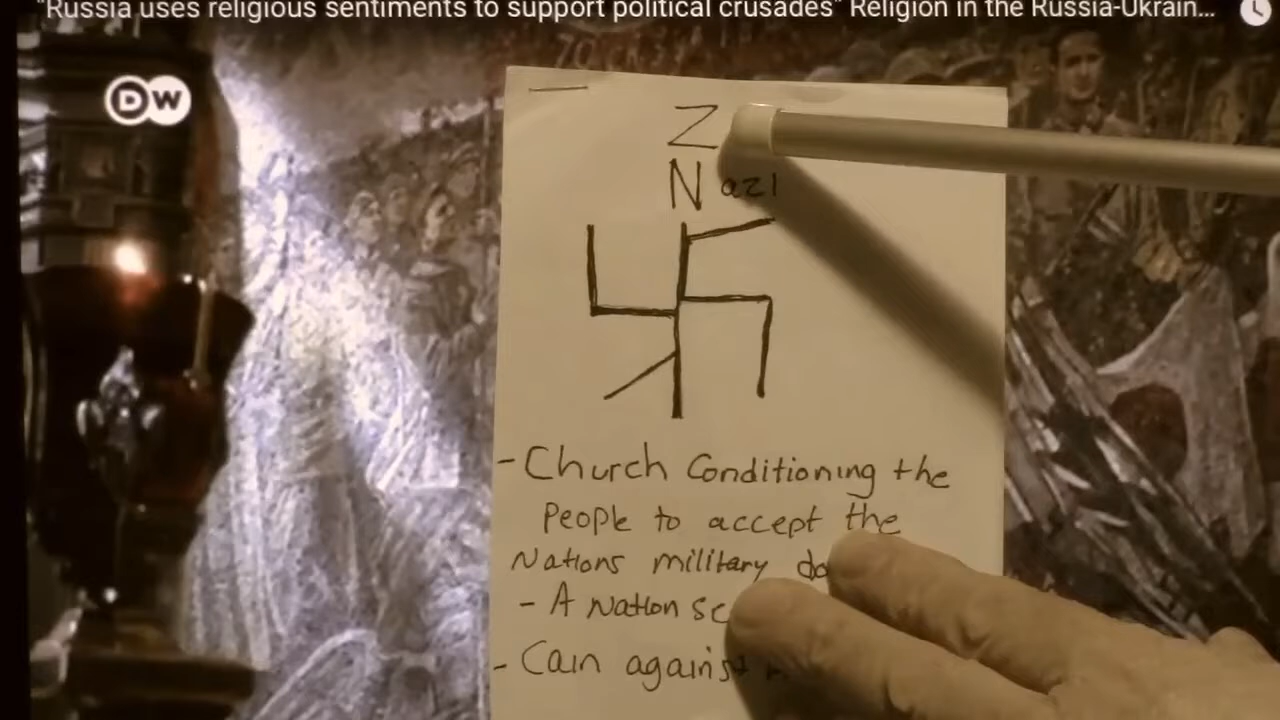 "Russia uses religious sentiments to support political crusades" Religion in the Russia-Ukrain...
DW
Z
Nazi
- Church Conditioning the
People to accept the
Nations military
- A Nation
- Cain against